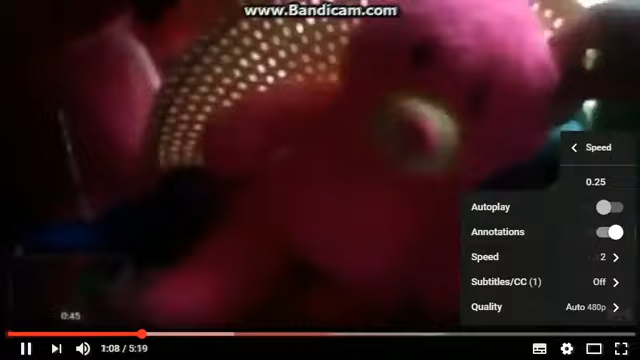 www.Bandicam.com
Speed
0.25
Autoplay
Annotations
Speed 2
Subtitles/CC (1) Off
Quality Auto 480p
0:45
1:08 / 5:19